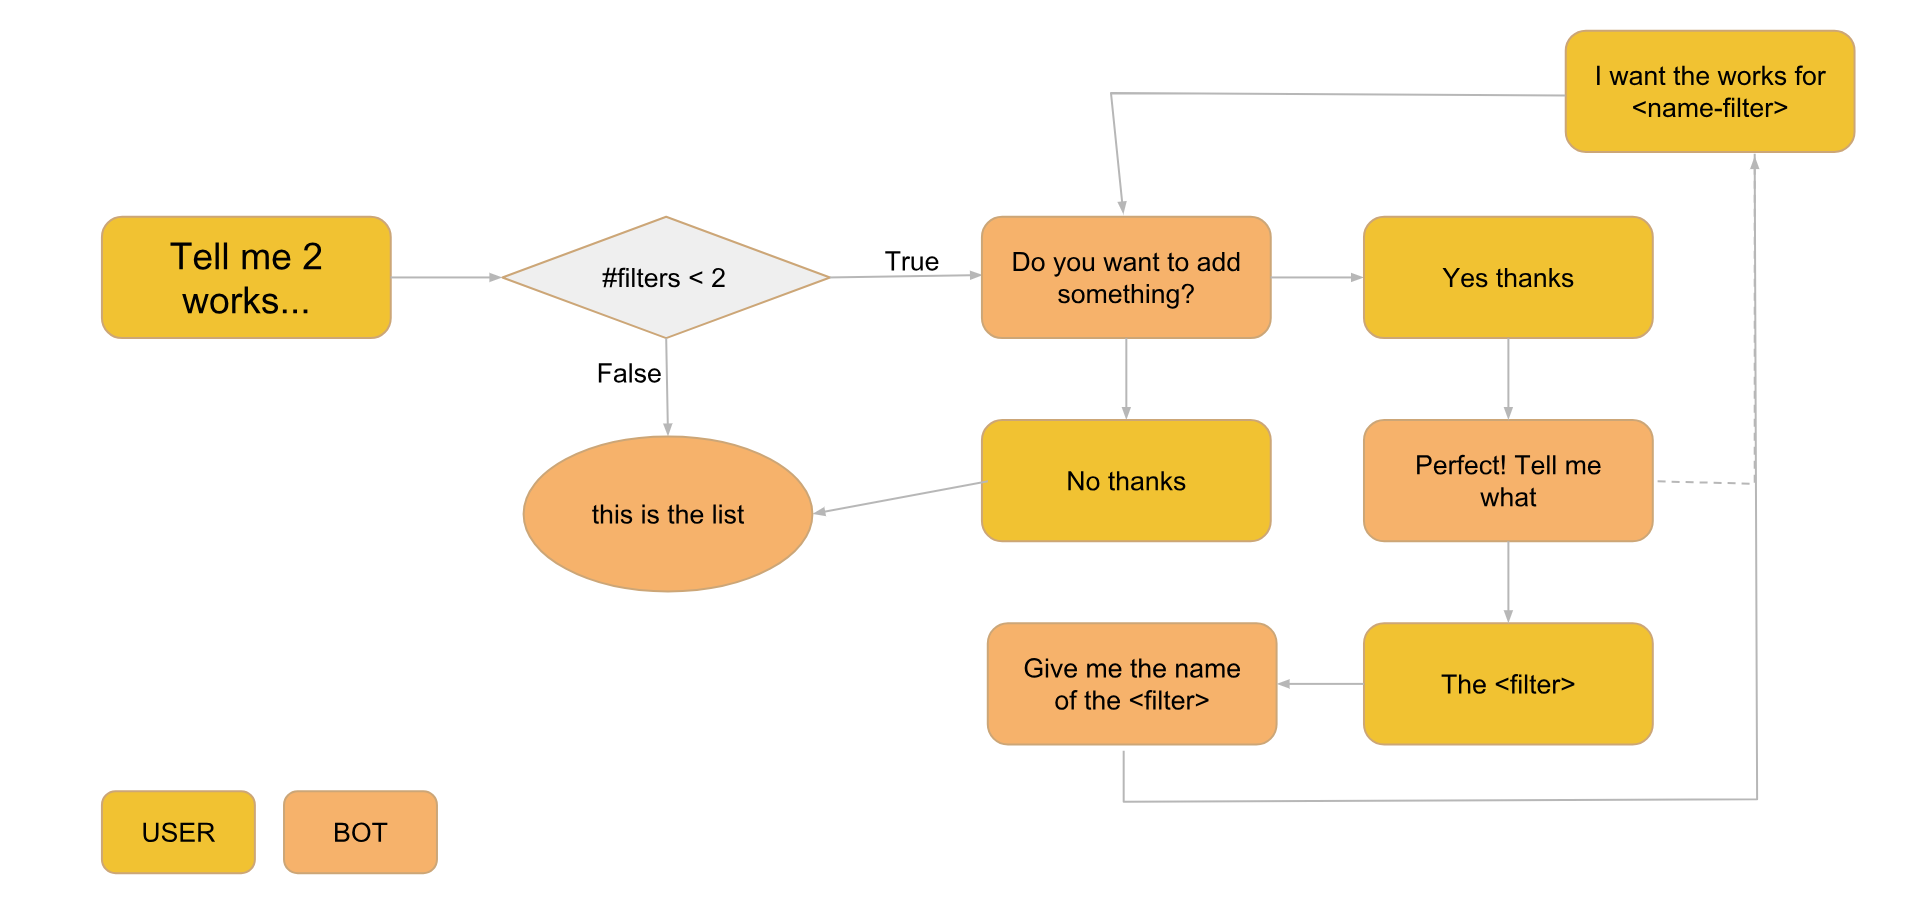 I want the works for
<name-filter>
Tell me 2
works...
#filters < 2
True
Do you want to add
something?
Yes thanks
False
this is the list
No thanks
Perfect! Tell me
what
Give me the name
of the <filter>
The <filter>
USER
BOT